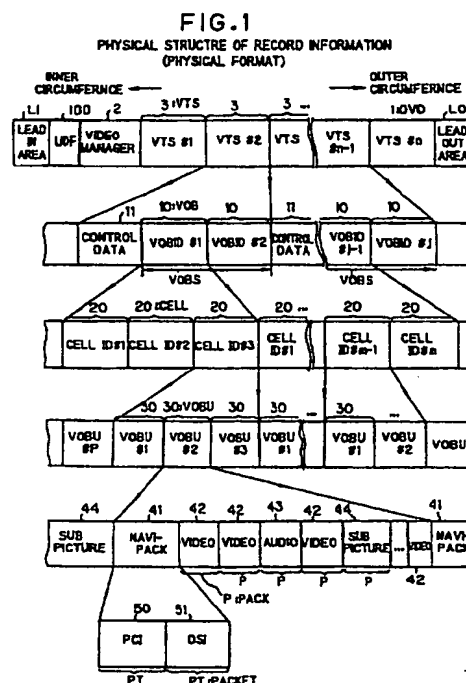 FIG.1
PHYSICAL STRUCTRE OF RECORD INFORMATION
(PHYSICAL FORMAT)
INNER CIRCUMFERNCE
OUTER CIRCUMFERNCE
L1 100 2 3:VTS 3 3 ... 1:DVD LO
LEAD IN AREA UDF VIDEO MANAGER VTS #1 VTS #2 VTS VTS #n-1 VTS #n LEAD OUT AREA
11 10:VOB 10 11 10 10
CONTROL DATA VOBID #1 VOBID #2 CONTROL DATA VOBID #j-1 VOBID #j
VOBS VOBS
20 20:CELL 20 20 ... 20 20
CELL ID#1 CELL ID#2 CELL ID#3 CELL ID#1 CELL ID#m-1 CELL ID#m
30 30:VOBU 30 30 ... 30 ...
VOBU #P VOBU #1 VOBU #2 VOBU #3 VOBU #1 VOBU #1 VOBU #2 VOBU
44 41 42 42 43 42 44 41
SUB PICTURE NAVI-PACK VIDEO VIDEO AUDIO VIDEO SUB PICTURE ... VIDEO NAVI-PACK
P:PACK P P P P 42
50 51
PCI DSI
PT PT:PACKET